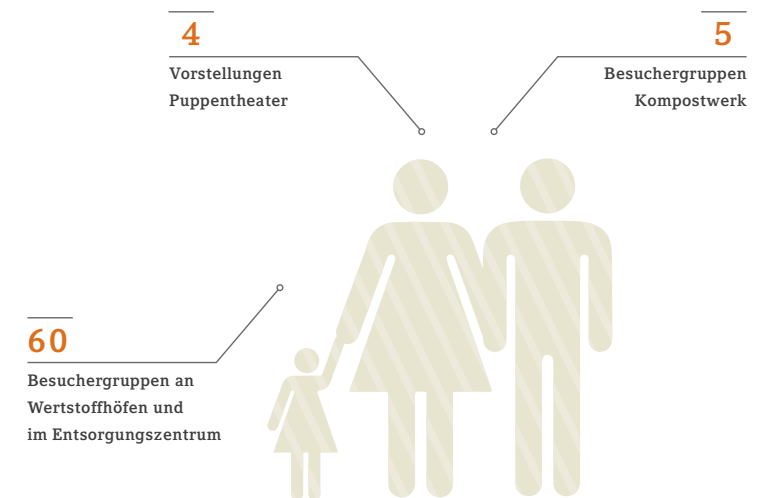 4
Vorstellungen
Puppentheater
5
Besuchergruppen
Kompostwerk
60
Besuchergruppen an
Wertstoffhöfen und
im Entsorgungszentrum